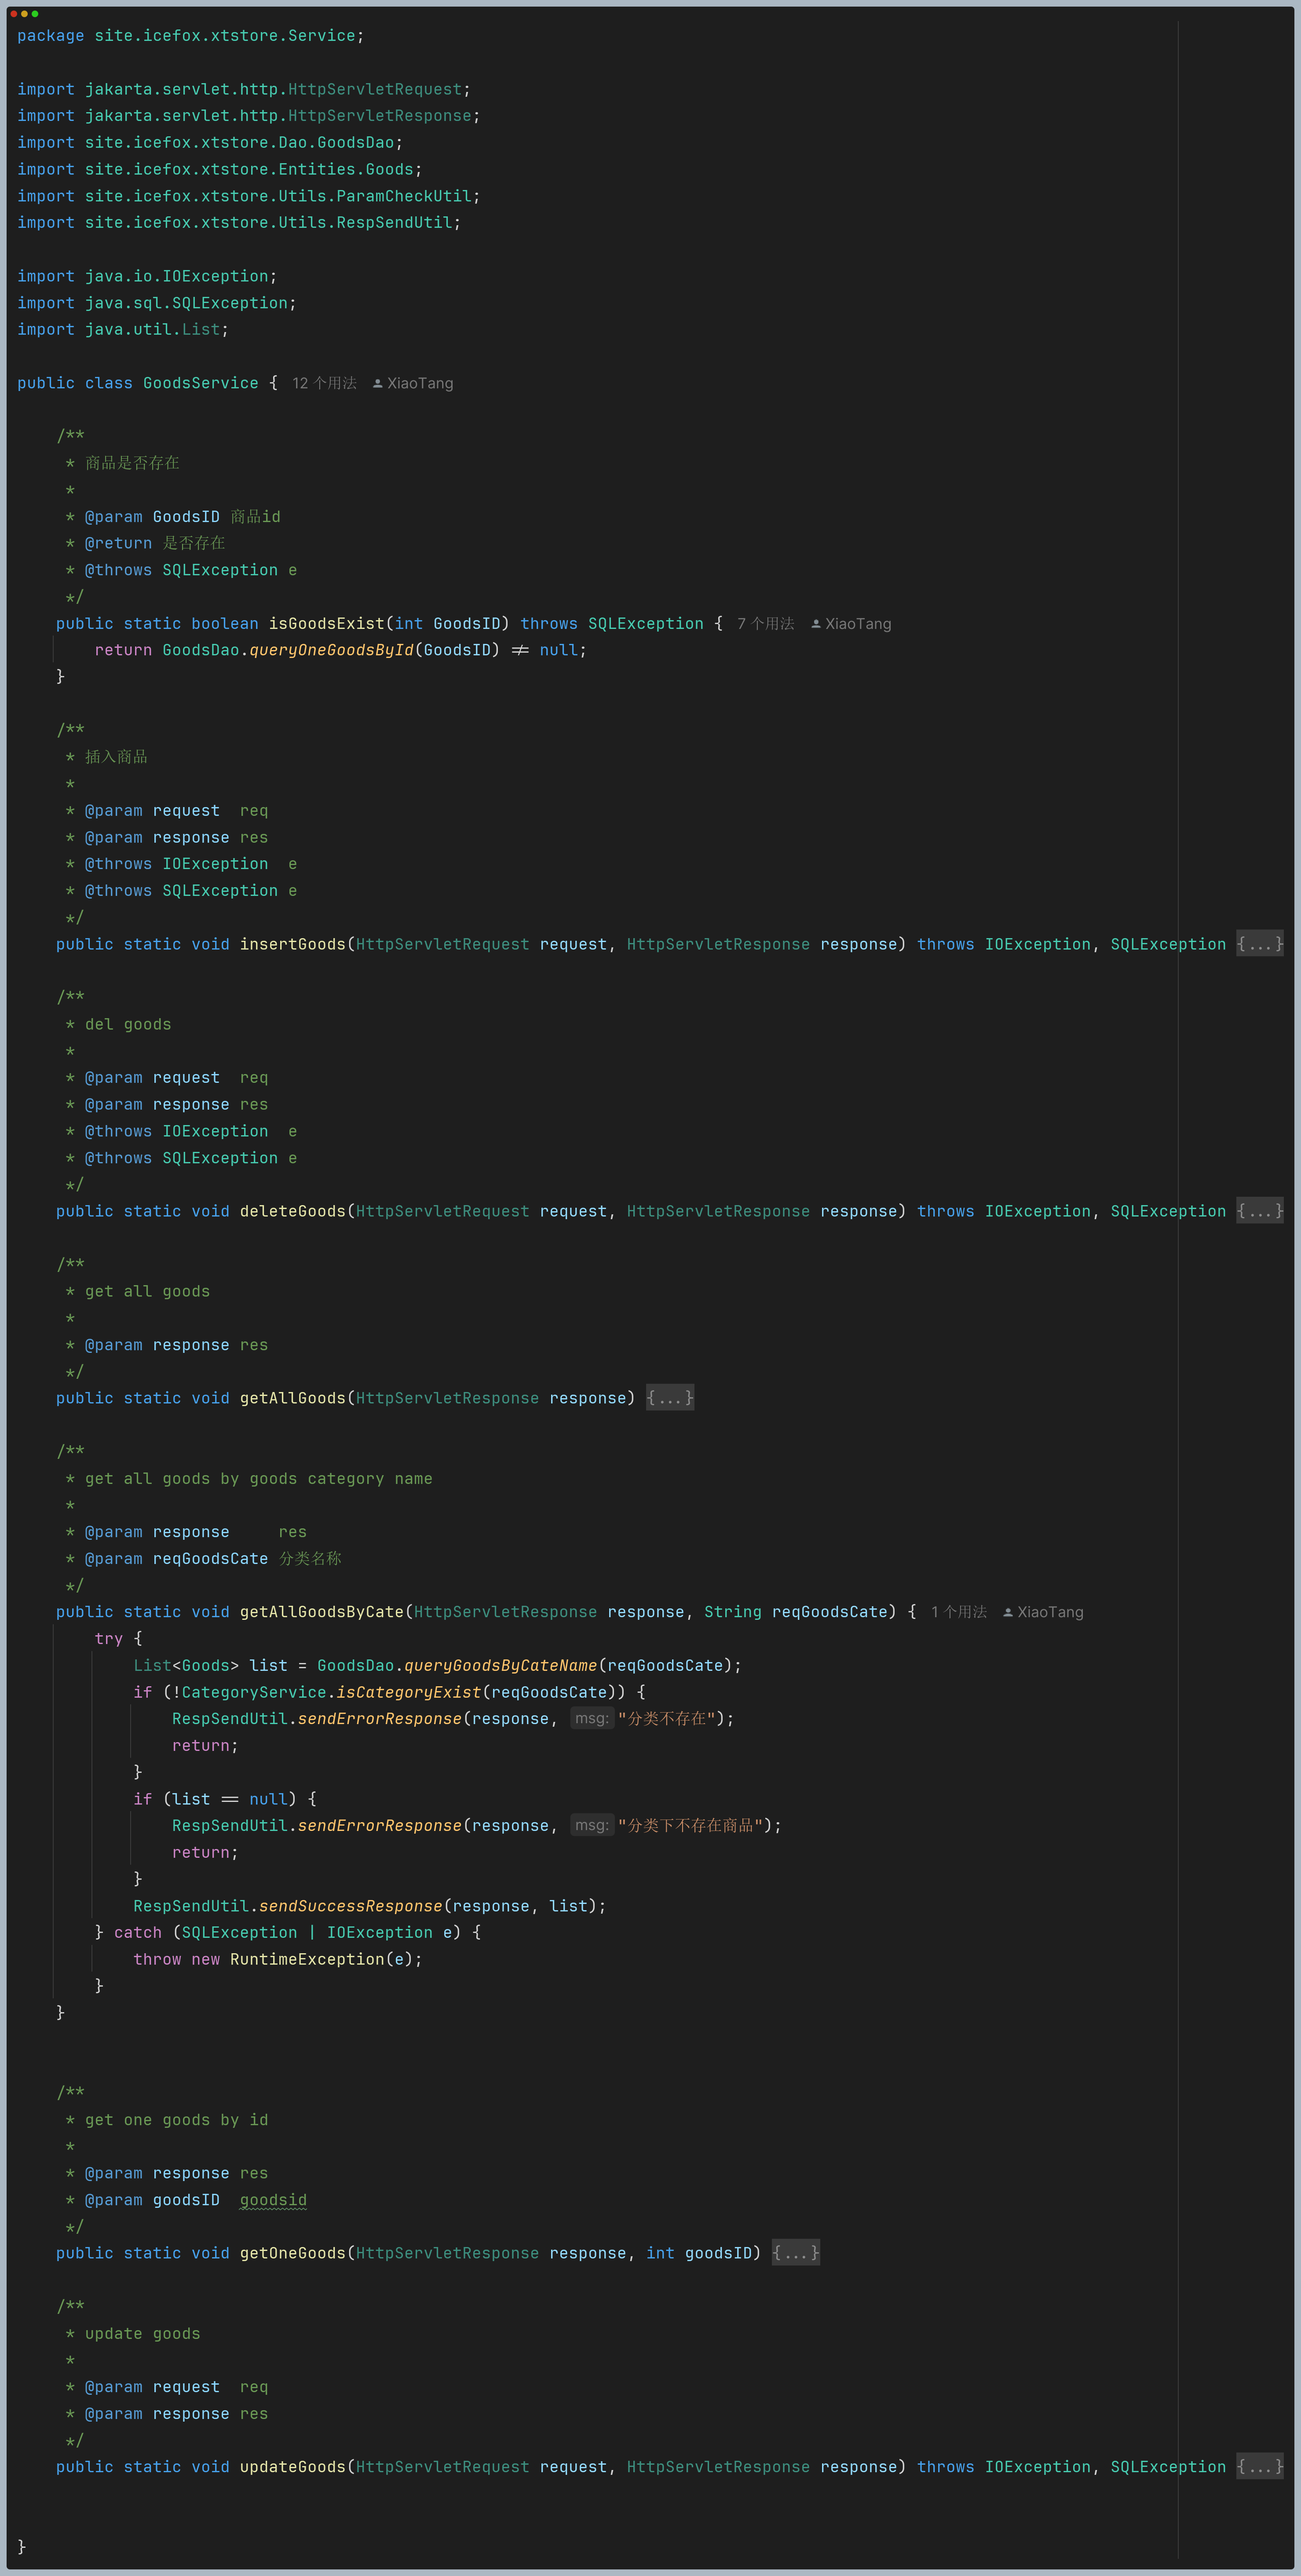 package site.icefox.xtstore.Service;

import jakarta.servlet.http.HttpServletRequest;
import jakarta.servlet.http.HttpServletResponse;
import site.icefox.xtstore.Dao.GoodsDao;
import site.icefox.xtstore.Entities.Goods;
import site.icefox.xtstore.Utils.ParamCheckUtil;
import site.icefox.xtstore.Utils.RespSendUtil;

import java.io.IOException;
import java.sql.SQLException;
import java.util.List;

public class GoodsService { 12 个用法 XiaoTang

    /**
     * 商品是否存在
     *
     * @param GoodsID 商品id
     * @return 是否存在
     * @throws SQLException e
     */
    public static boolean isGoodsExist(int GoodsID) throws SQLException { 7 个用法 XiaoTang
        return GoodsDao.queryOneGoodsById(GoodsID) != null;
    }

    /**
     * 插入商品
     *
     * @param request  req
     * @param response res
     * @throws IOException  e
     * @throws SQLException e
     */
    public static void insertGoods(HttpServletRequest request, HttpServletResponse response) throws IOException, SQLException {...}

    /**
     * del goods
     *
     * @param request  req
     * @param response res
     * @throws IOException  e
     * @throws SQLException e
     */
    public static void deleteGoods(HttpServletRequest request, HttpServletResponse response) throws IOException, SQLException {...}

    /**
     * get all goods
     *
     * @param response res
     */
    public static void getAllGoods(HttpServletResponse response) {...}

    /**
     * get all goods by goods category name
     *
     * @param response     res
     * @param reqGoodsCate 分类名称
     */
    public static void getAllGoodsByCate(HttpServletResponse response, String reqGoodsCate) { 1 个用法 XiaoTang
        try {
            List<Goods> list = GoodsDao.queryGoodsByCateName(reqGoodsCate);
            if (!CategoryService.isCategoryExist(reqGoodsCate)) {
                RespSendUtil.sendErrorResponse(response, msg: "分类不存在");
                return;
            }
            if (list == null) {
                RespSendUtil.sendErrorResponse(response, msg: "分类下不存在商品");
                return;
            }
            RespSendUtil.sendSuccessResponse(response, list);
        } catch (SQLException | IOException e) {
            throw new RuntimeException(e);
        }
    }

    /**
     * get one goods by id
     *
     * @param response res
     * @param goodsID  goodsid
     */
    public static void getOneGoods(HttpServletResponse response, int goodsID) {...}

    /**
     * update goods
     *
     * @param request  req
     * @param response res
     */
    public static void updateGoods(HttpServletRequest request, HttpServletResponse response) throws IOException, SQLException {...}

}